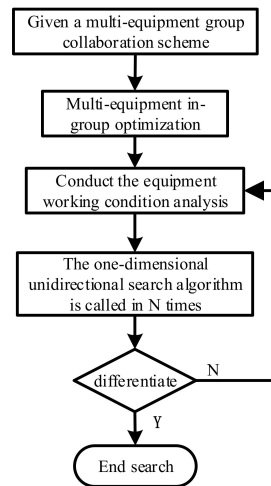 Given a multi-equipment group
collaboration scheme
Multi-equipment in-
group optimization
Conduct the equipment
working condition analysis
The one-dimensional
unidirectional search algorithm
is called in N times
differentiate
N
Y
End search